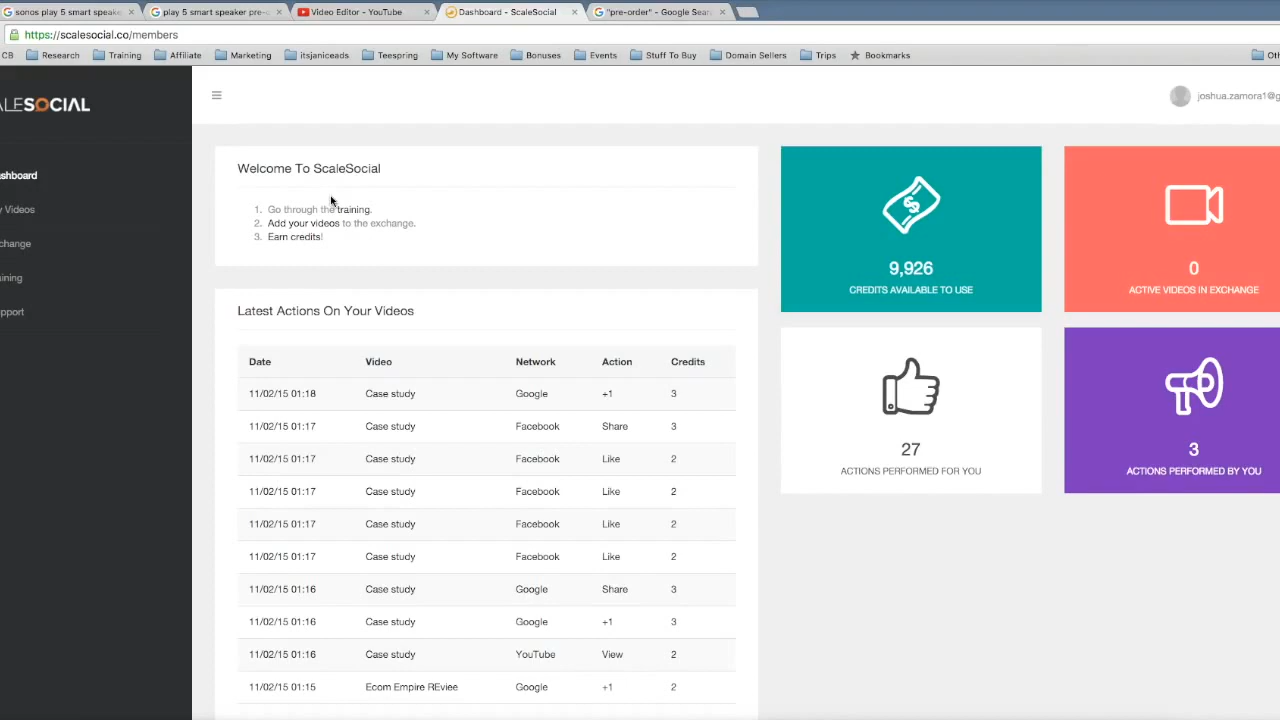 sonos play 5 smart speake
play 5 smart speaker pre-o
Video Editor - YouTube
Dashboard - ScaleSocial
"pre-order" - Google Sear
https://scalesocial.co/members
CB
Research
Training
Affiliate
Marketing
itsjaniceads
Teespring
My Software
Bonuses
Events
Stuff To Buy
Domain Sellers
Trips
Bookmarks
Ot
ALESOCIAL
joshua.zamora1@g
ashboard
y Videos
change
ining
pport
Welcome To ScaleSocial
1. Go through the training.
2. Add your videos to the exchange.
3. Earn credits!
9,926
CREDITS AVAILABLE TO USE
0
ACTIVE VIDEOS IN EXCHANGE
27
ACTIONS PERFORMED FOR YOU
3
ACTIONS PERFORMED BY YOU
Latest Actions On Your Videos
Date Video Network Action Credits
11/02/15 01:18 Case study Google +1 3
11/02/15 01:17 Case study Facebook Share 3
11/02/15 01:17 Case study Facebook Like 2
11/02/15 01:17 Case study Facebook Like 2
11/02/15 01:17 Case study Facebook Like 2
11/02/15 01:17 Case study Facebook Like 2
11/02/15 01:16 Case study Google Share 3
11/02/15 01:16 Case study Google +1 3
11/02/15 01:16 Case study YouTube View 2
11/02/15 01:15 Ecom Empire REviee Google +1 2